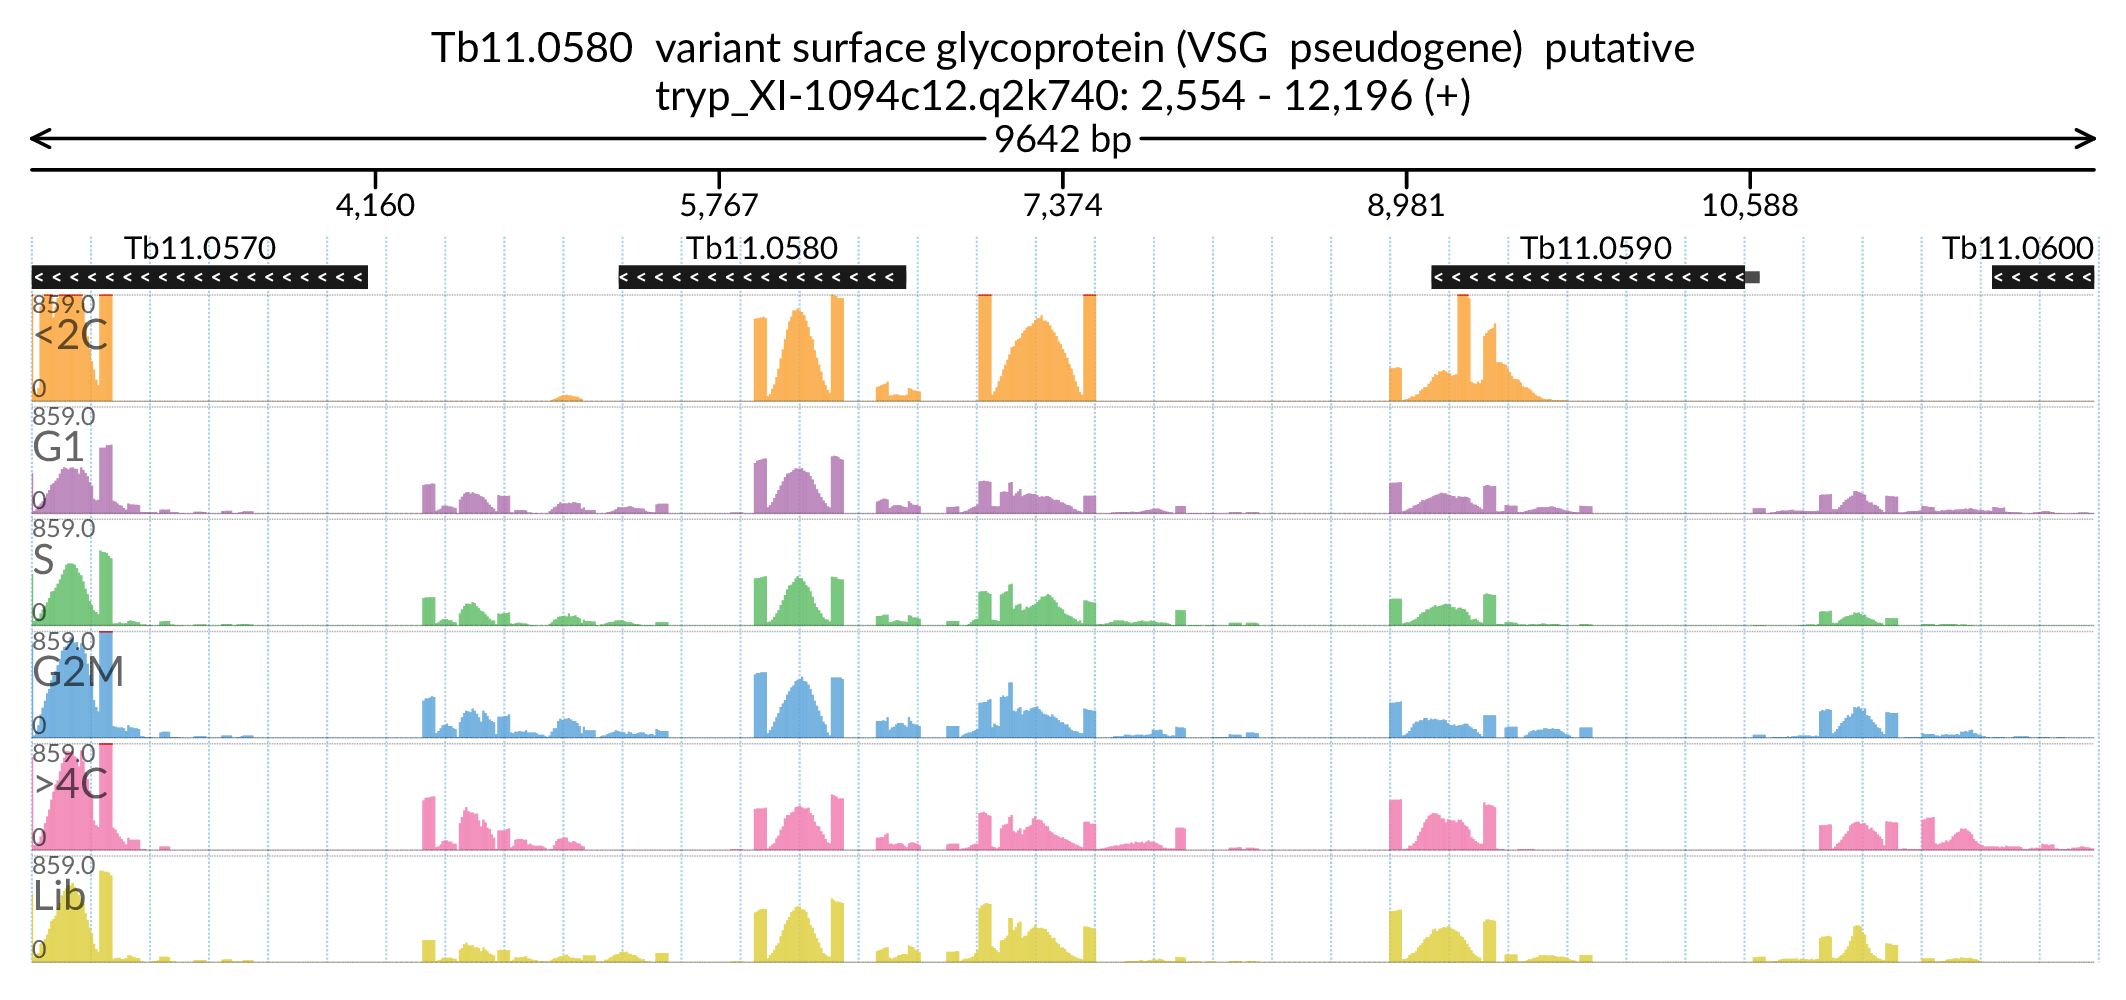 Tb11.0580 variant surface glycoprotein (VSG pseudogene) putative
tryp_XI-1094c12.q2k740: 2,554 - 12,196 (+)
9642 bp
4,160 5,767 7,374 8,981 10,588
Tb11.0570 Tb11.0580 Tb11.0590 Tb11.0600
859.0
<2C
0
859.0
G1
0
859.0
S
0
859.0
G2M
0
859.0
>4C
0
859.0
Lib
0